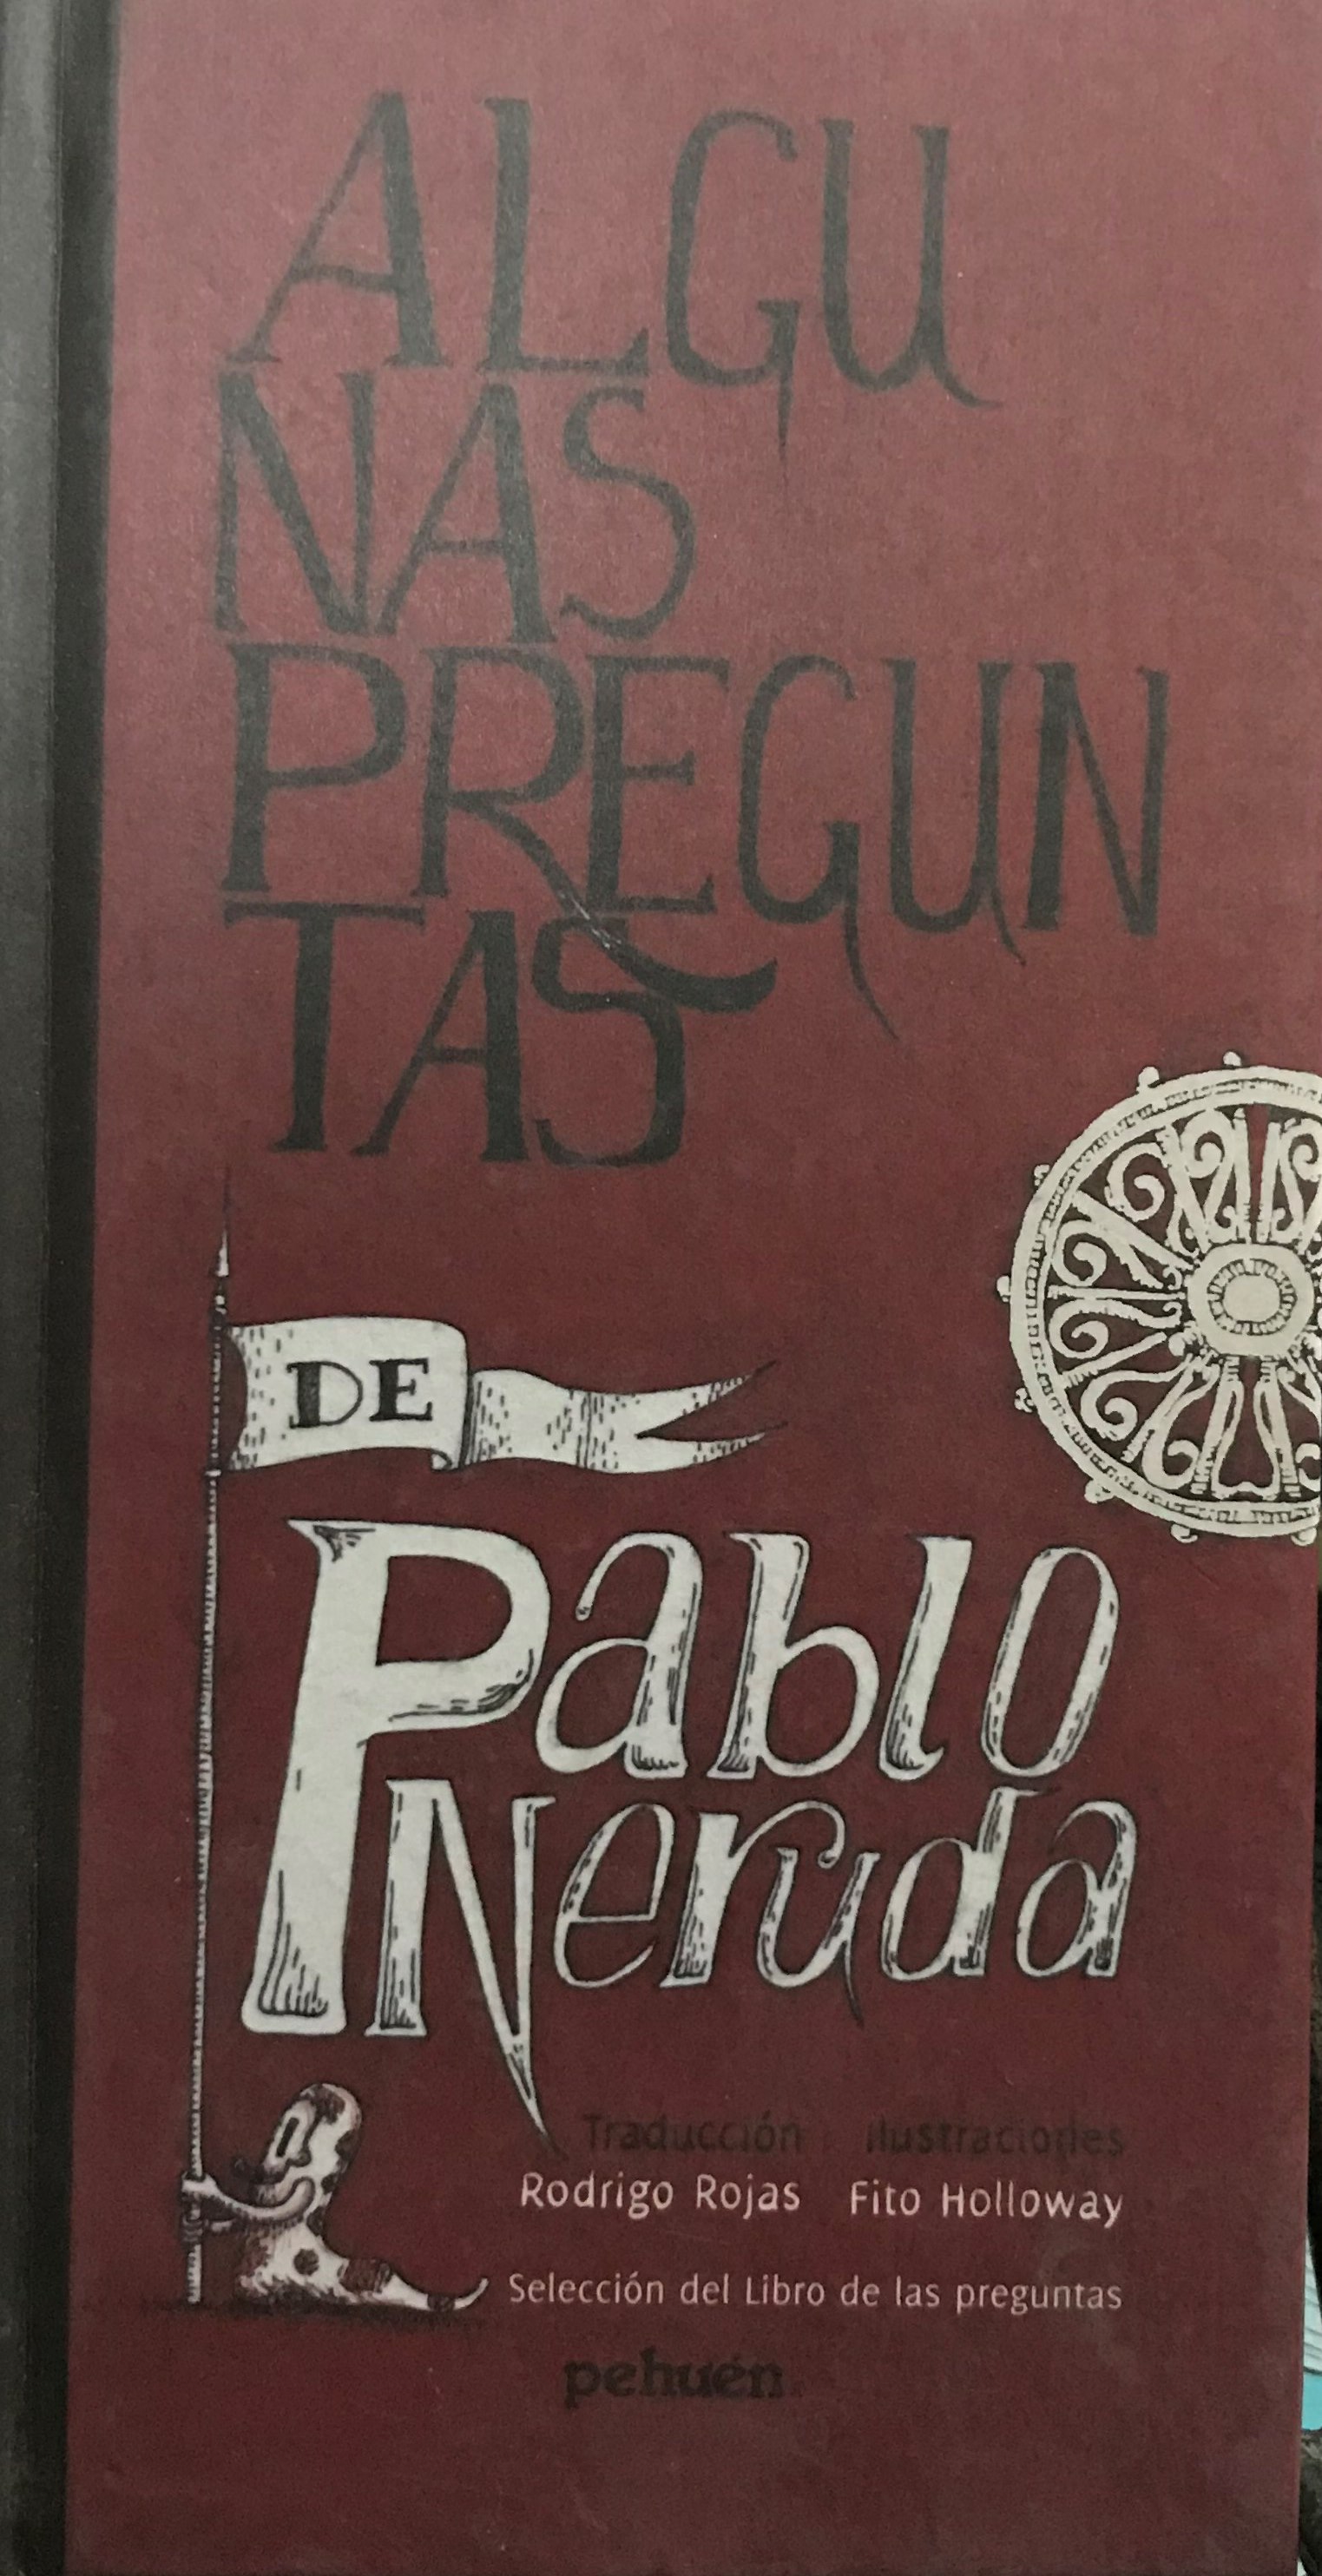 ALGU
NAS
PREGUN
TAS
DE
Pablo
Neruda
Traducción ilustraciones
Rodrigo Rojas Fito Holloway
Selección del Libro de las preguntas
pehuén